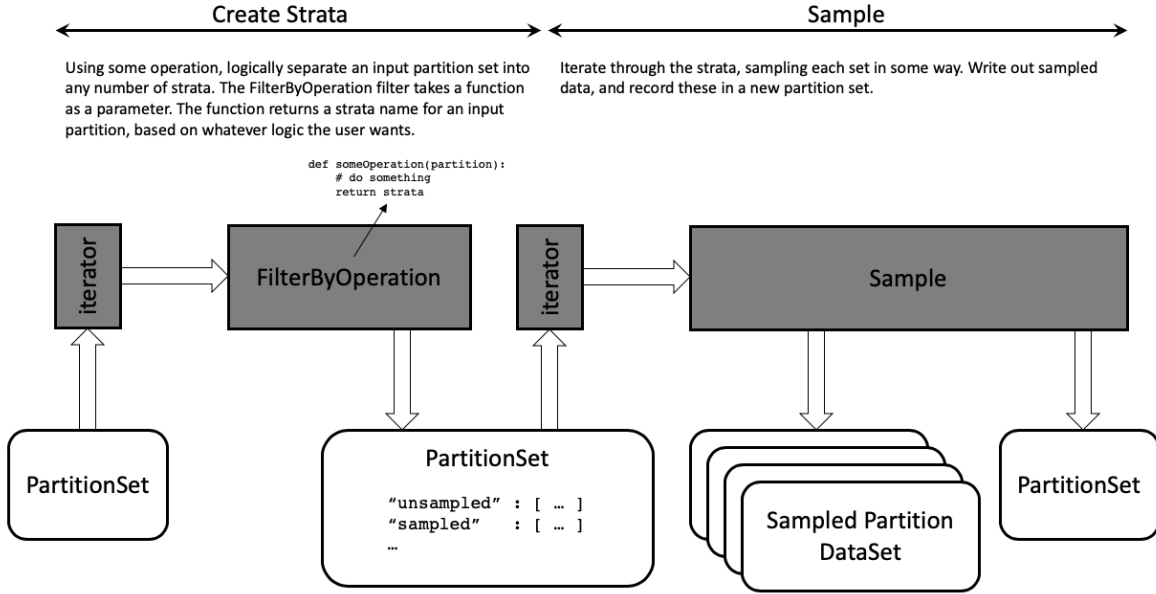 Create Strata
Sample
Using some operation, logically separate an input partition set into
any number of strata. The FilterByOperation filter takes a function
as a parameter. The function returns a strata name for an input
partition, based on whatever logic the user wants.
Iterate through the strata, sampling each set in some way. Write out sampled
data, and record these in a new partition set.
def someOperation(partition):
# do something
return strata
iterator
FilterByOperation
iterator
Sample
PartitionSet
PartitionSet
“unsampled” : [ … ]
“sampled” : [ … ]
…
Sampled Partition
DataSet
PartitionSet